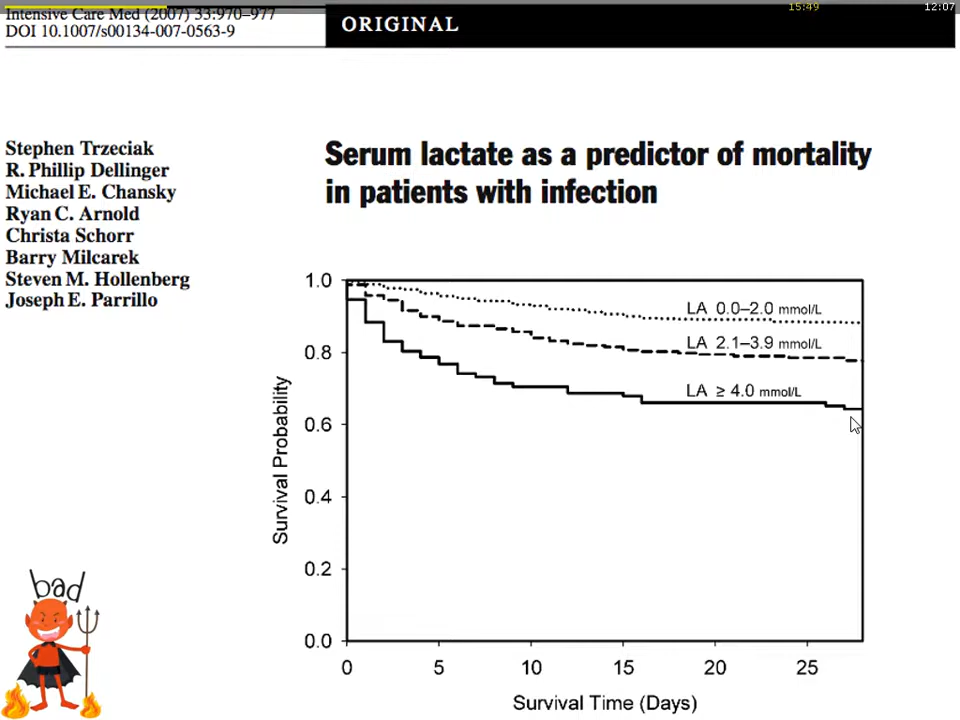 15:49
12:07
Intensive Care Med (2007) 33:970–977
DOI 10.1007/s00134-007-0563-9
ORIGINAL
Stephen Trzeciak
R. Phillip Dellinger
Michael E. Chansky
Ryan C. Arnold
Christa Schorr
Barry Milcarek
Steven M. Hollenberg
Joseph E. Parrillo
Serum lactate as a predictor of mortality
in patients with infection
1.0
0.8
0.6
0.4
0.2
0.0
Survival Probability
LA 0.0–2.0 mmol/L
LA 2.1–3.9 mmol/L
LA ≥ 4.0 mmol/L
0 5 10 15 20 25
Survival Time (Days)
bad